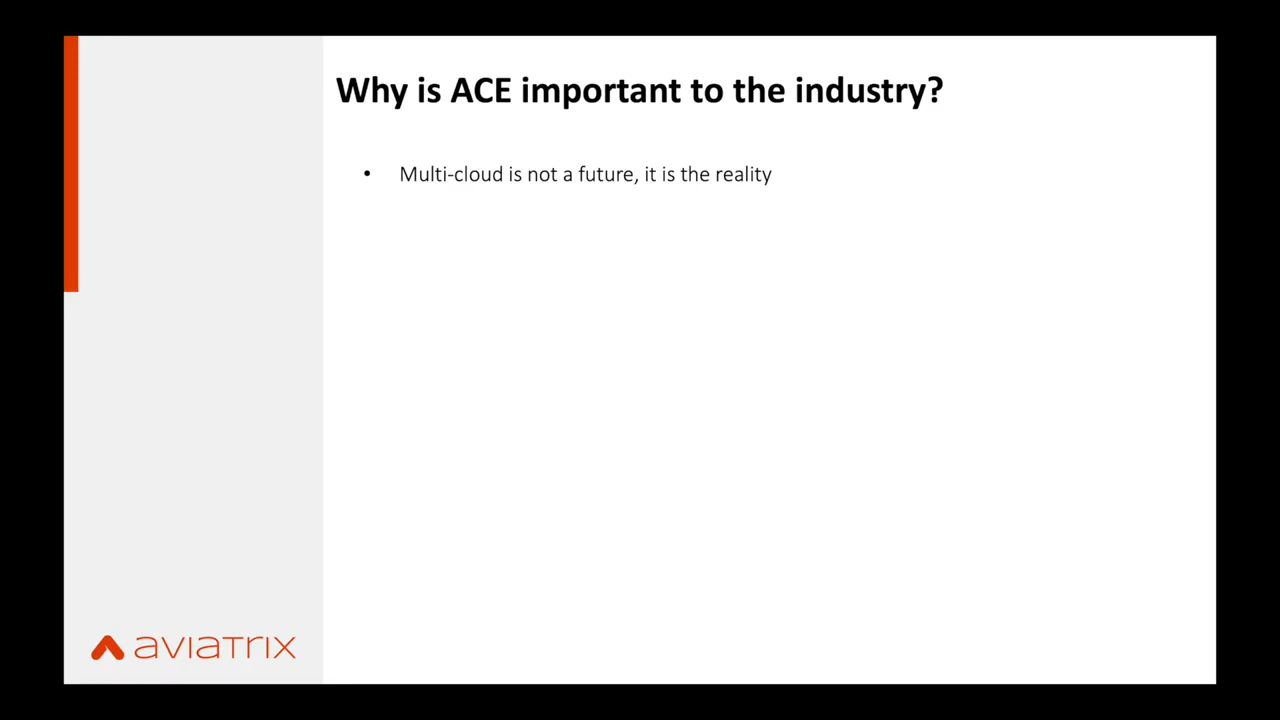 Why is ACE important to the industry?
• Multi-cloud is not a future, it is the reality
aviatrix